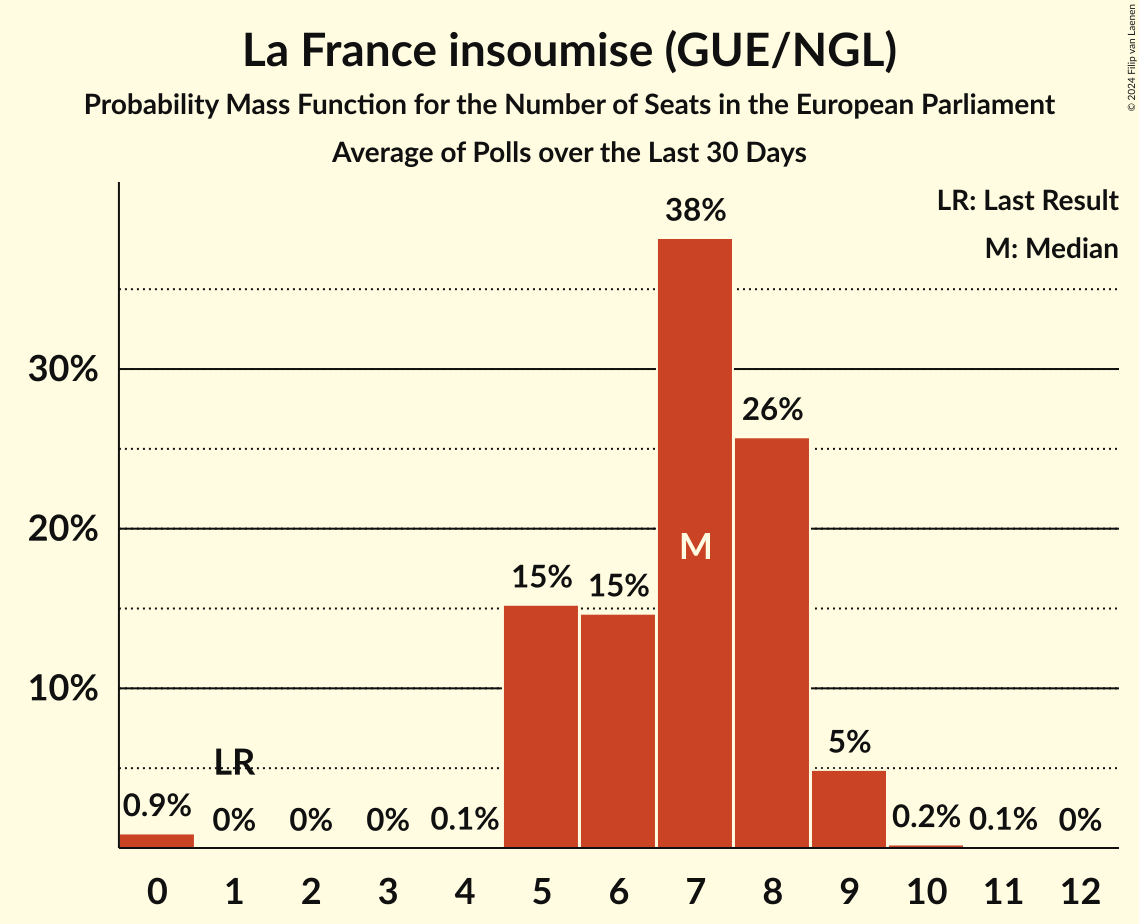 La France insoumise (GUE/NGL)
Probability Mass Function for the Number of Seats in the European Parliament
Average of Polls over the Last 30 Days
© 2024 Filip van Laenen
LR: Last Result
M: Median
38%
30%
26%
20%
M
15%
15%
10%
5%
LR
0.9%
0%
0%
0%
0.1%
0.2%
0.1%
0%
0 1 2 3 4 5 6 7 8 9 10 11 12